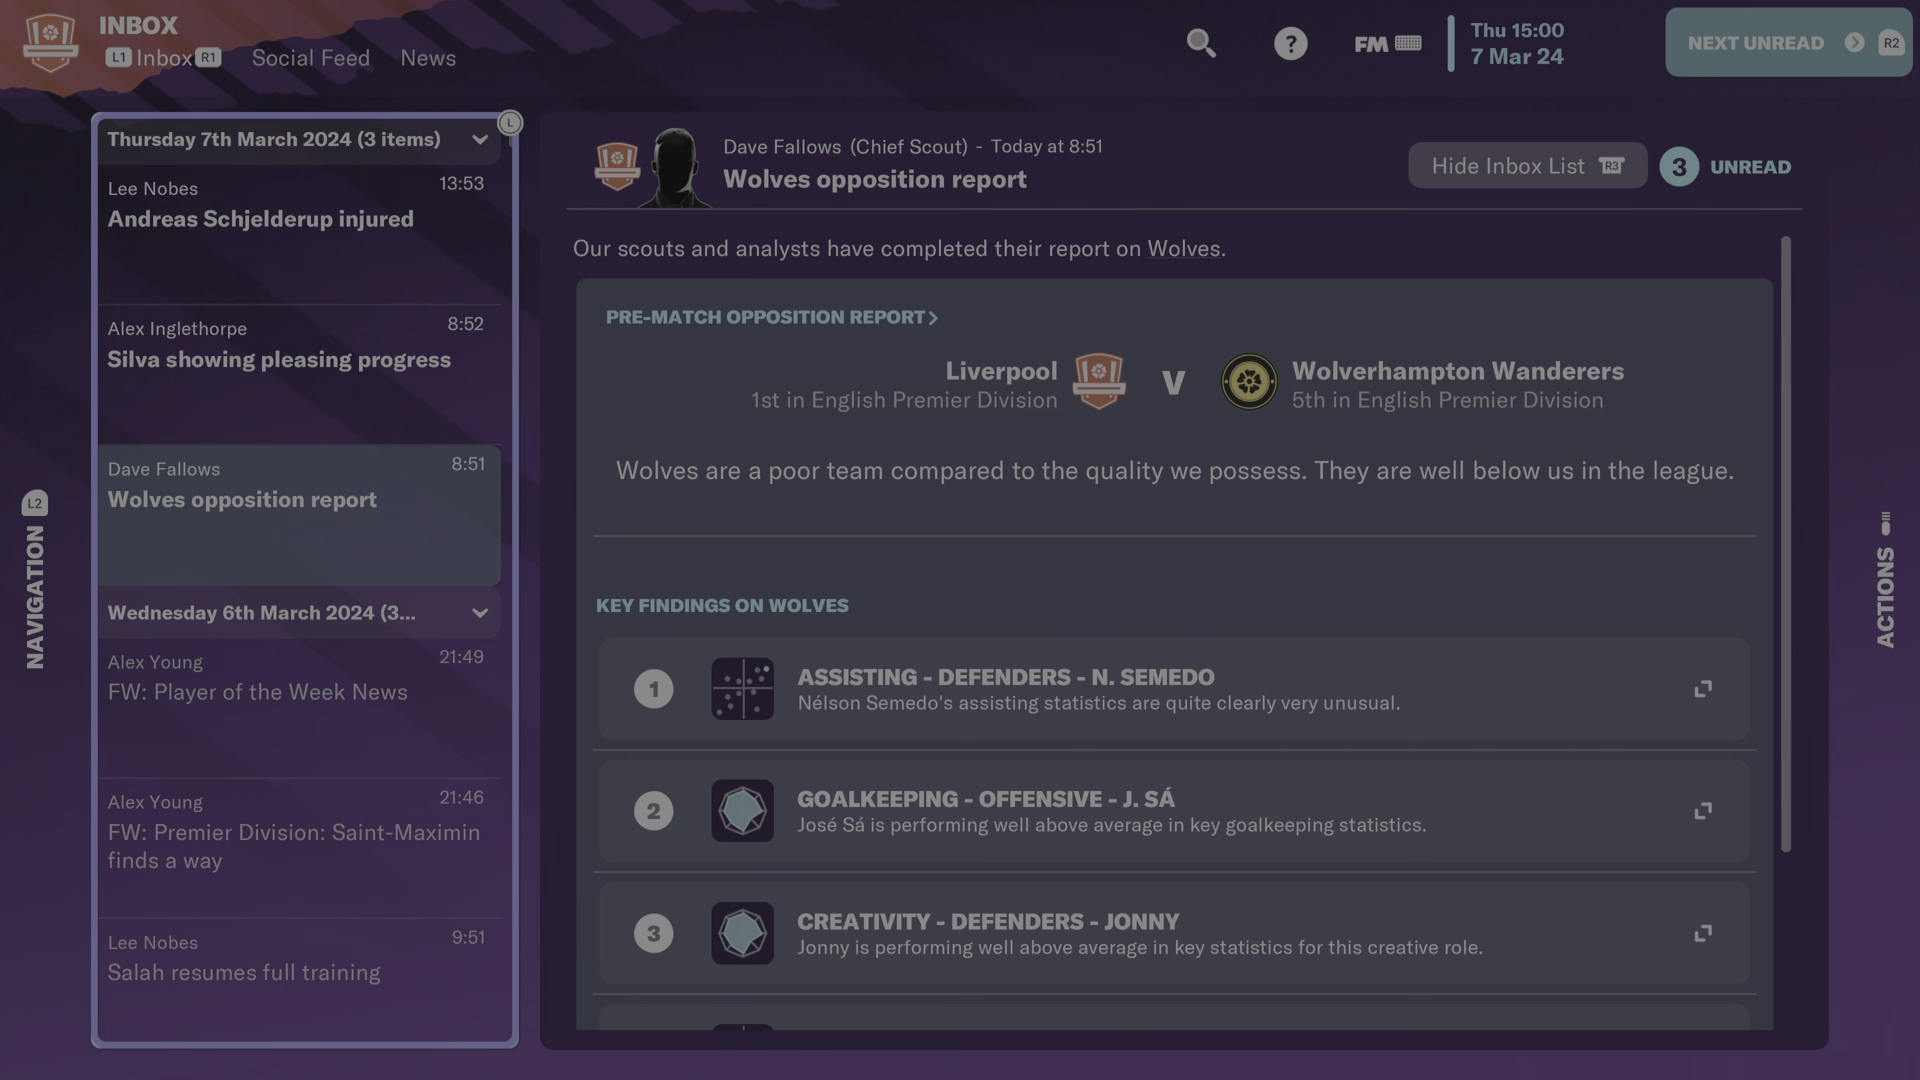 INBOX
L1 Inbox R1 Social Feed News
? FM
Thu 15:00
7 Mar 24
NEXT UNREAD R2
Thursday 7th March 2024 (3 items)
L
Lee Nobes 13:53
Andreas Schjelderup injured
Alex Inglethorpe 8:52
Silva showing pleasing progress
Dave Fallows 8:51
Wolves opposition report
Wednesday 6th March 2024 (3...
Alex Young 21:49
FW: Player of the Week News
Alex Young 21:46
FW: Premier Division: Saint-Maximin
finds a way
Lee Nobes 9:51
Salah resumes full training
NAVIGATION L2
Dave Fallows (Chief Scout) - Today at 8:51
Wolves opposition report
Hide Inbox List R3
3 UNREAD
Our scouts and analysts have completed their report on Wolves.
PRE-MATCH OPPOSITION REPORT
Liverpool
1st in English Premier Division
V
Wolverhampton Wanderers
5th in English Premier Division
Wolves are a poor team compared to the quality we possess. They are well below us in the league.
KEY FINDINGS ON WOLVES
1
ASSISTING - DEFENDERS - N. SEMEDO
Nélson Semedo's assisting statistics are quite clearly very unusual.
2
GOALKEEPING - OFFENSIVE - J. SÁ
José Sá is performing well above average in key goalkeeping statistics.
3
CREATIVITY - DEFENDERS - JONNY
Jonny is performing well above average in key statistics for this creative role.
ACTIONS